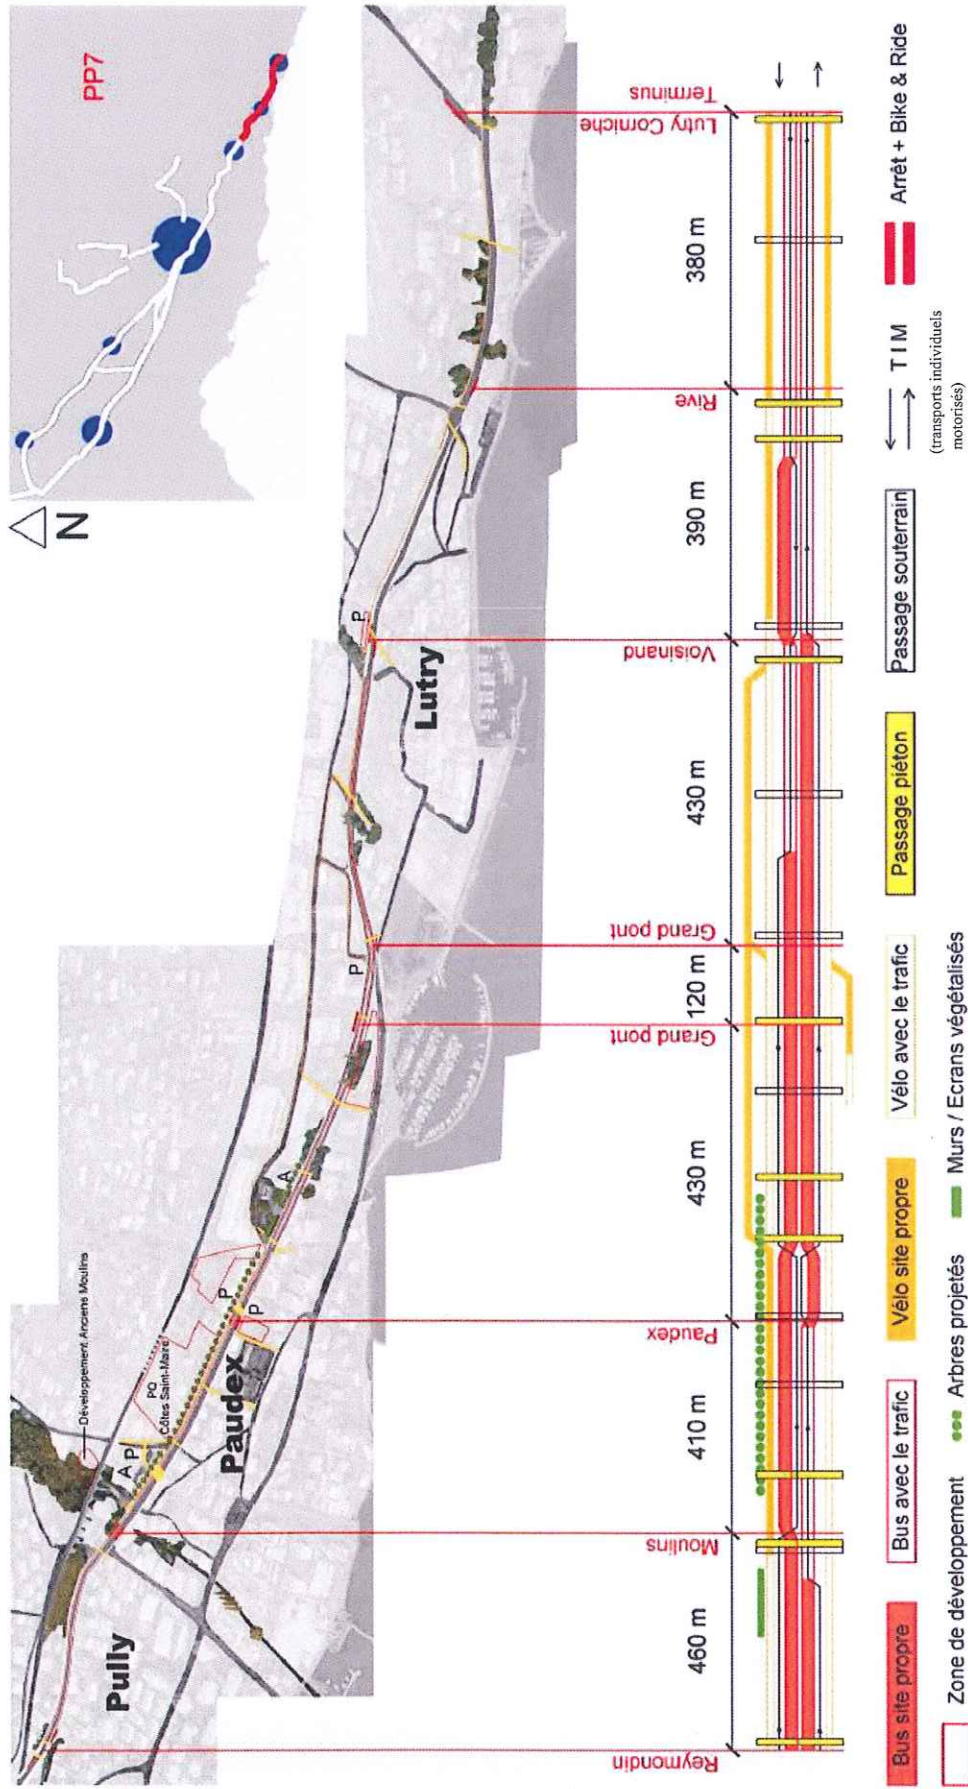 PP7
N
Développement Anciens Moulins
PQ
Côtes Saint-Maire
A
P
P
P
A
P
P
Pully
Paudex
Lutry
Reymondin
Moulins
Paudex
Grand pont
Grand pont
Voisinand
Rive
Lutry Corniche
Terminus
460 m
410 m
430 m
120 m
430 m
390 m
380 m
Bus site propre
Bus avec le trafic
Vélo site propre
Vélo avec le trafic
Passage piéton
Passage souterrain
TIM
(transports individuels
motorisés)
Arrêt + Bike & Ride
Zone de développement
Arbres projetés
Murs / Ecrans végétalisés